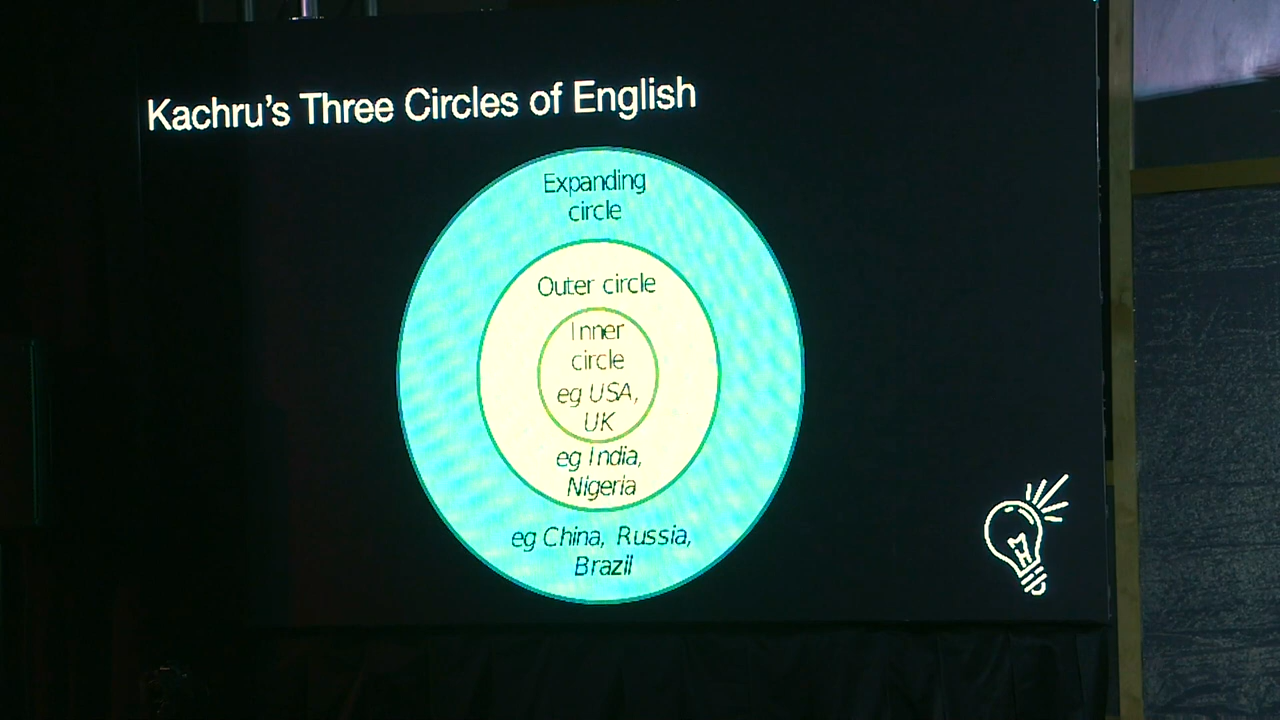 Kachru's Three Circles of English
Expanding
circle
Outer circle
Inner
circle
eg USA,
UK
eg India,
Nigeria
eg China, Russia,
Brazil